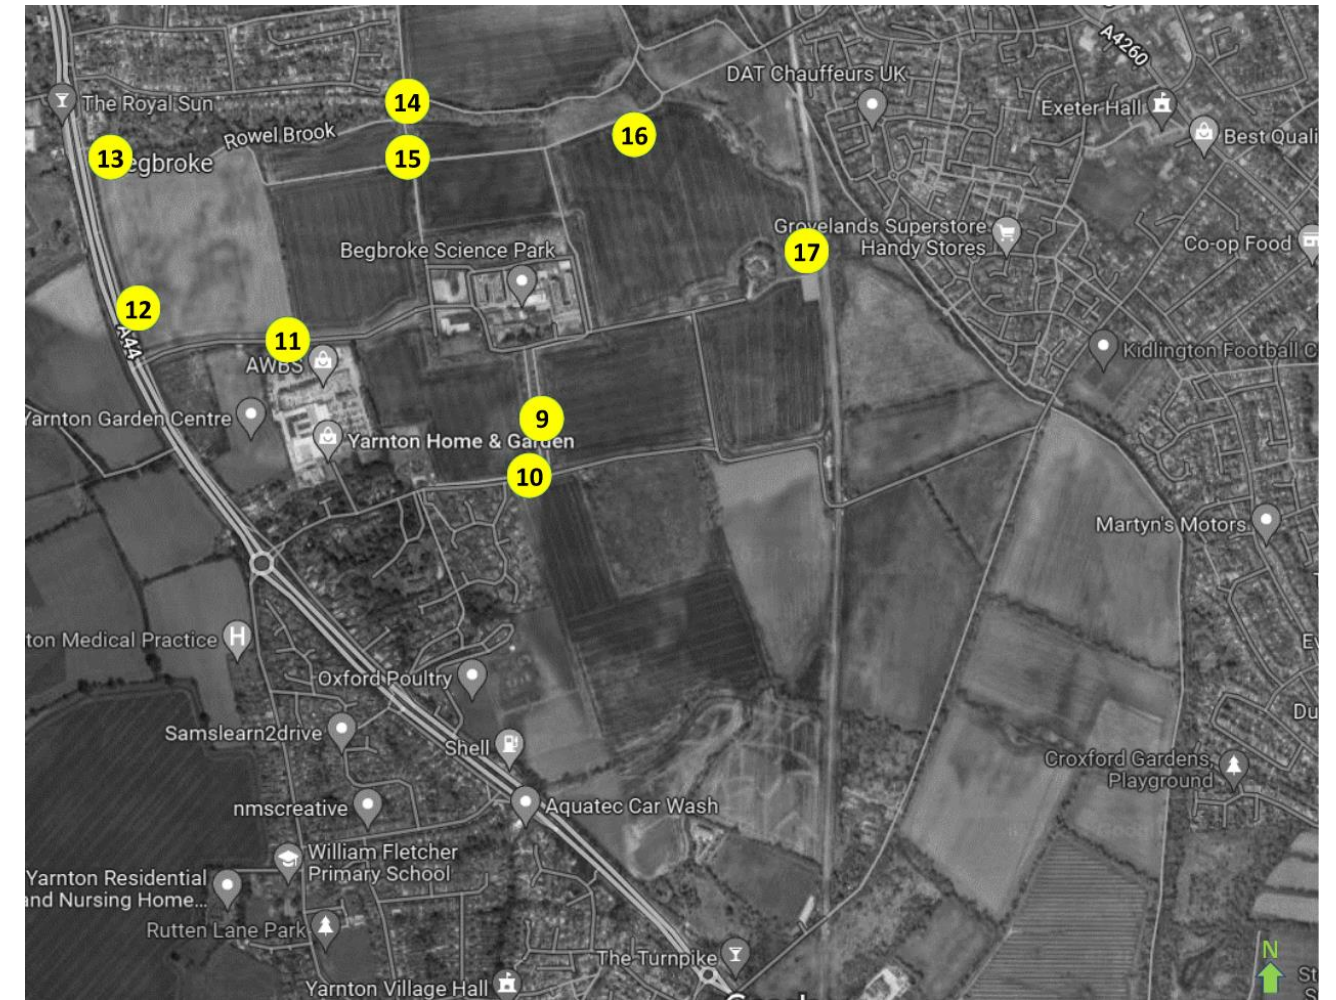 A4260
DAT Chauffeurs UK
The Royal Sun
14
Exeter Hall
Rowel Brook
16
Best Quali
13
egbroke
15
Grovelands Superstore
Handy Stores
Begbroke Science Park
17
Co-op Food
12
A44
11
AWBS
Kidlington Football C
Yarnton Garden Centre
9
Yarnton Home & Garden
10
Martyn's Motors
ton Medical Practice
H
Oxford Poultry
Samslearn2drive
Shell
Du
Croxford Gardens
Playground
nmscreative
Aquatec Car Wash
William Fletcher
Primary School
Yarnton Residential
and Nursing Home...
Rutten Lane Park
The Turnpike
N
Yarnton Village Hall
St